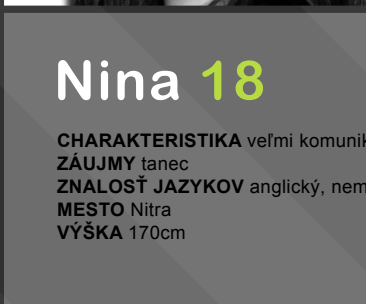 Nina 18
CHARAKTERISTIKA veľmi
ZÁUJMY tanec
ZNALOSŤ JAZYKOV anglický,
MESTO Nitra
VÝŠKA 170cm